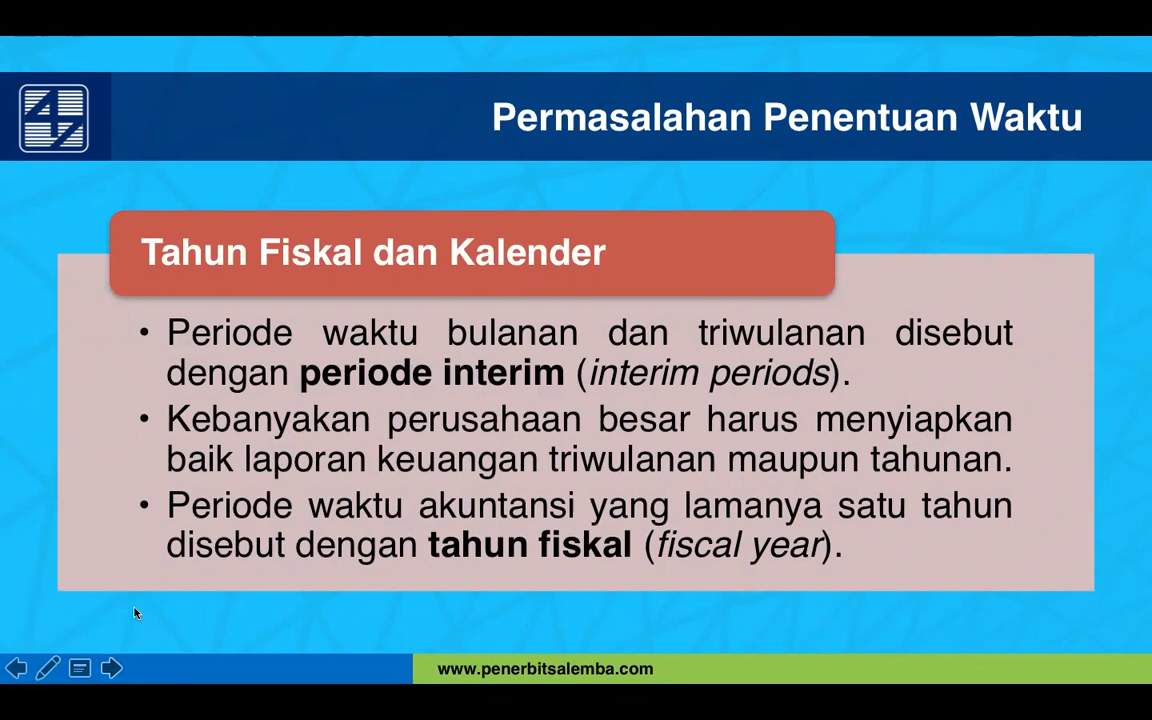 Permasalahan Penentuan Waktu
Tahun Fiskal dan Kalender
• Periode waktu bulanan dan triwulanan disebut
dengan periode interim (interim periods).
• Kebanyakan perusahaan besar harus menyiapkan
baik laporan keuangan triwulanan maupun tahunan.
• Periode waktu akuntansi yang lamanya satu tahun
disebut dengan tahun fiskal (fiscal year).
www.penerbitsalemba.com